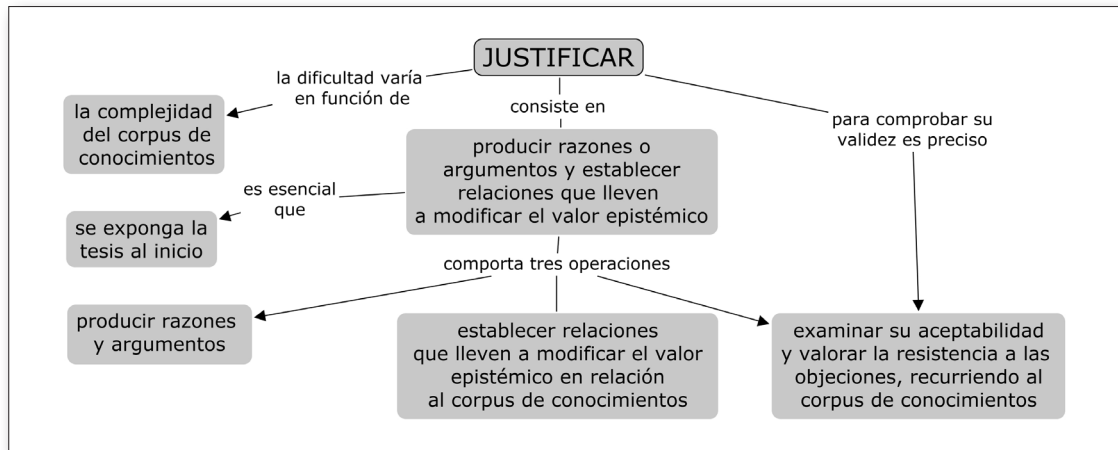 JUSTIFICAR
la dificultad varía
en función de
la complejidad
del corpus de
conocimientos
consiste en
producir razones o
argumentos y establecer
relaciones que lleven
a modificar el valor epistémico
para comprobar su
validez es preciso
es esencial
que
se exponga la
tesis al inicio
comporta tres operaciones
producir razones
y argumentos
establecer relaciones
que lleven a modificar el valor
epistémico en relación
al corpus de conocimientos
examinar su aceptabilidad
y valorar la resistencia a las
objeciones, recurriendo al
corpus de conocimientos